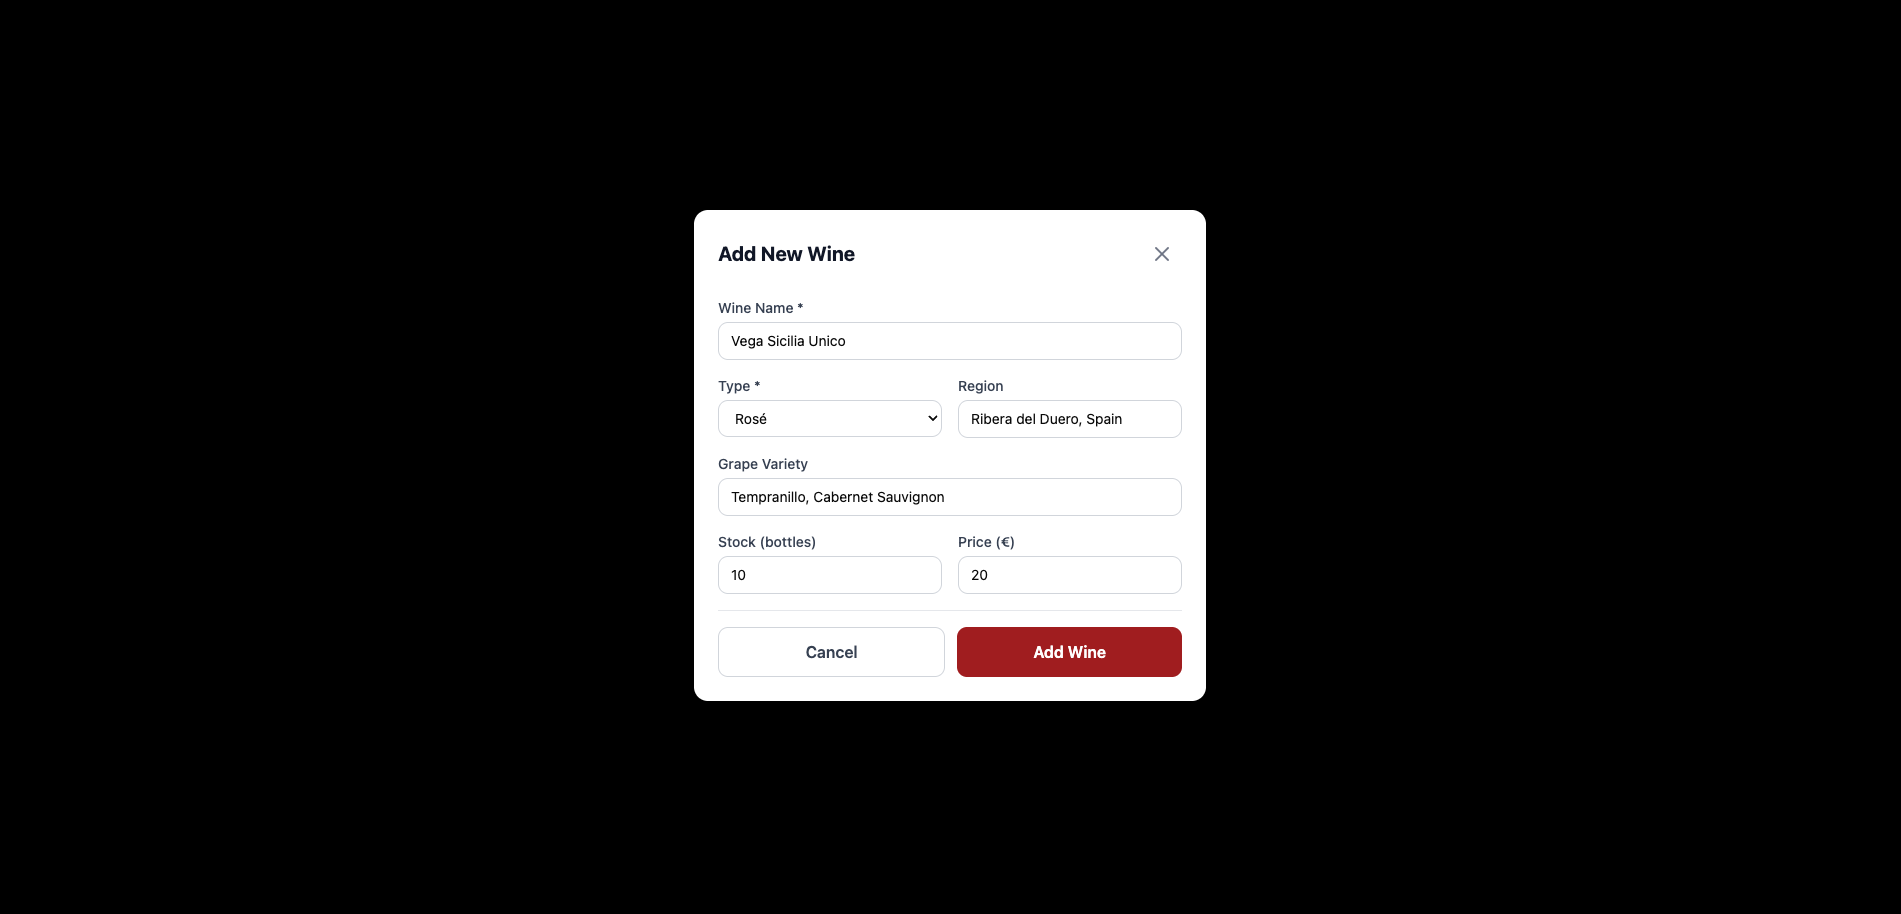 Add New Wine
Wine Name *
Vega Sicilia Unico
Type * Region
Rosé Ribera del Duero, Spain
Grape Variety
Tempranillo, Cabernet Sauvignon
Stock (bottles) Price (€)
10 20
Cancel Add Wine